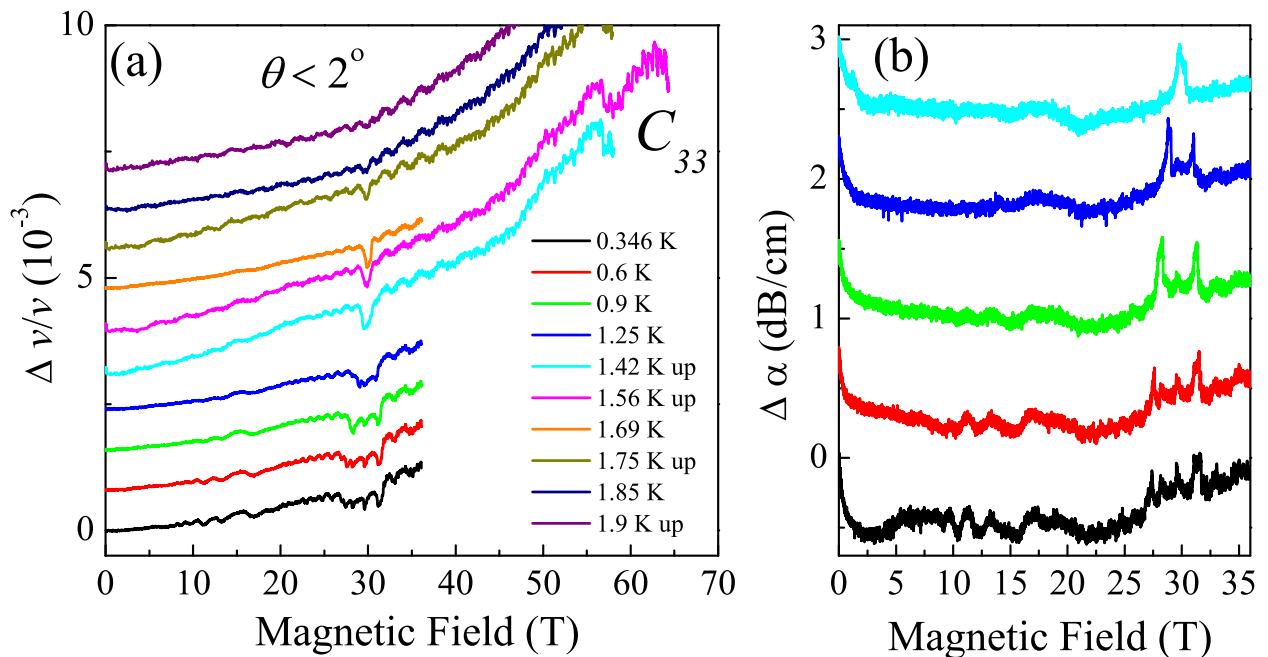 (a)
θ < 2°
C33
10
5
0
Δ v/v (10⁻³)
0.346 K
0.6 K
0.9 K
1.25 K
1.42 K up
1.56 K up
1.69 K
1.75 K up
1.85 K
1.9 K up
0 10 20 30 40 50 60 70
Magnetic Field (T)
(b)
3
2
1
0
Δ α (dB/cm)
0 5 10 15 20 25 30 35
Magnetic Field (T)